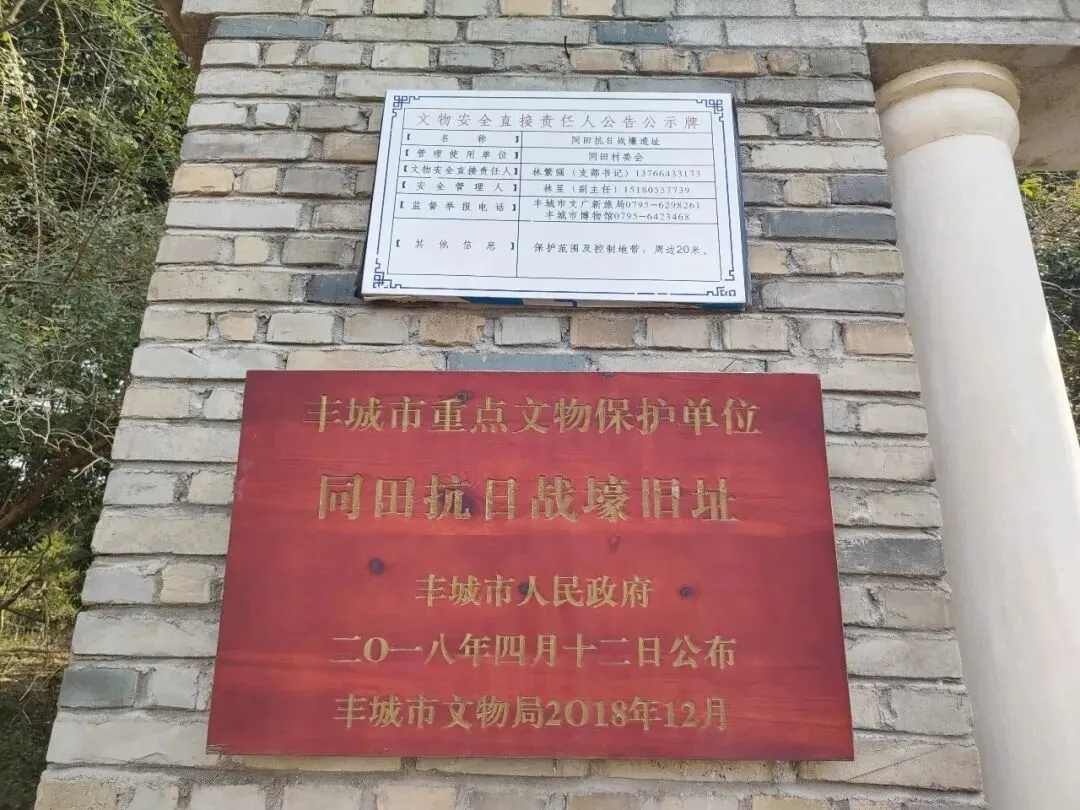 文物安全直接责任人公告公示牌
【名称】 同田抗日战壕遗址
【管理使用单位】 同田村委会
【文物安全直接责任人】 林繁强（支部书记）13766433173
【安全管理人】 林昱（副主任）15180557739
【监督举报电话】 丰城市文广新旅局0795-6298261
丰城市博物馆0795-6423468
【其他信息】 保护范围及控制地带：周边20米。
丰城市重点文物保护单位
同田抗日战壕旧址
丰城市人民政府
二〇一八年四月十二日公布
丰城市文物局2018年12月